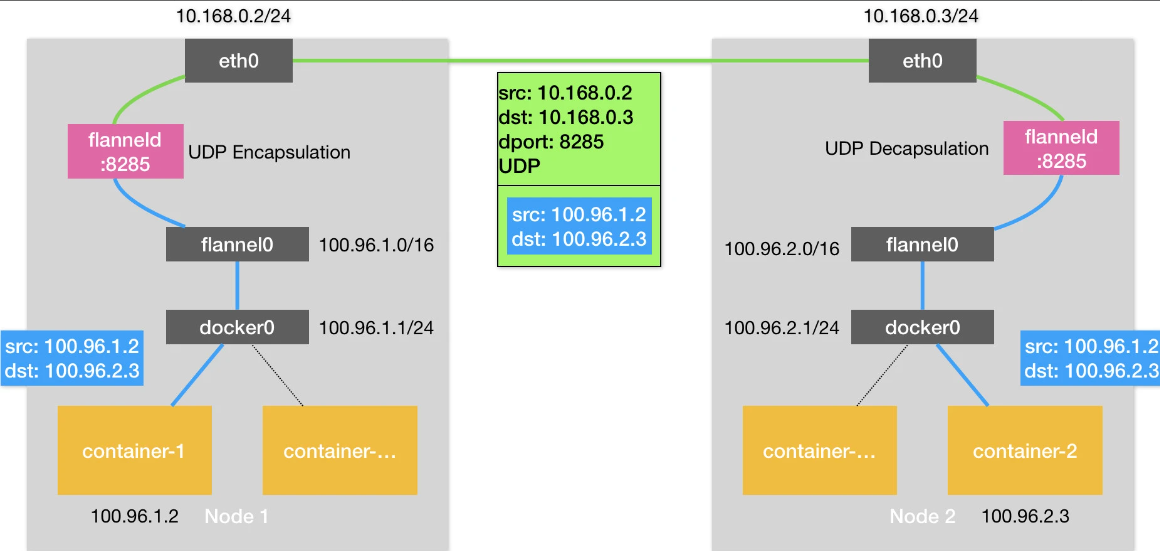 10.168.0.2/24
10.168.0.3/24
eth0
eth0
src: 10.168.0.2
dst: 10.168.0.3
dport: 8285
UDP
src: 100.96.1.2
dst: 100.96.2.3
flanneld
:8285
UDP Encapsulation
UDP Decapsulation
flanneld
:8285
flannel0
100.96.1.0/16
100.96.2.0/16
flannel0
docker0
100.96.1.1/24
100.96.2.1/24
docker0
src: 100.96.1.2
dst: 100.96.2.3
src: 100.96.1.2
dst: 100.96.2.3
container-1
container-...
container-...
container-2
100.96.1.2
Node 1
Node 2
100.96.2.3